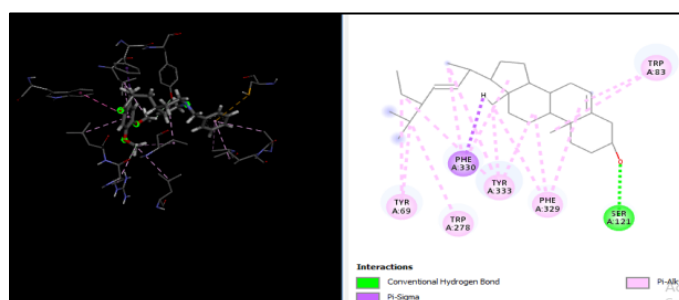 TRP
A:83
PHE
A:330
TYR
A:333
PHE
A:329
TYR
A:69
TRP
A:278
SER
A:121
H
Interactions
Conventional Hydrogen Bond
Pi-Sigma